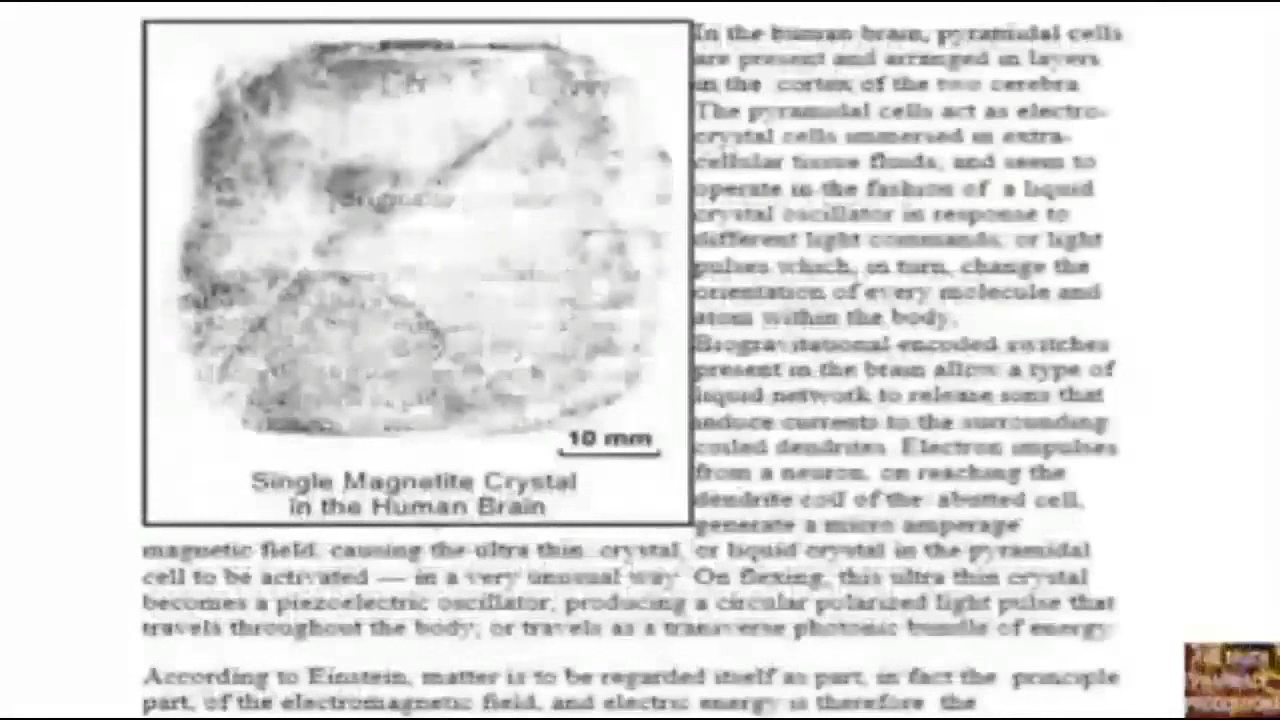 10 mm
Single Magnetite Crystal
in the Human Brain
In the human brain, pyramidal cells
are present and arranged in layers
in the cortex of the two cerebra
The pyramidal cells act as electro-
crystal cells immersed in extra-
cellular tissue fluids, and seem to
operate in the fashion of a liquid
crystal oscillator in response to
different light commands, or light
pulses which, in turn, change the
orientation of every molecule and
atom within the body.
Biogravitational encoded switches
present in the brain allow a type of
liquid network to release ions that
induce currents to the surrounding
coiled dendrites. Electron impulses
from a neuron, on reaching the
dendrite coil of the abutted cell,
generate a micro amperage
magnetic field, causing the ultra thin crystal, or liquid crystal in the pyramidal
cell to be activated — in a very unusual way. On flexing, this ultra thin crystal
becomes a piezoelectric oscillator, producing a circular polarized light pulse that
travels throughout the body, or travels as a transverse photonic bundle of energy
According to Einstein, matter is to be regarded itself as part, in fact the principle
part, of the electromagnetic field, and electric energy is therefore the